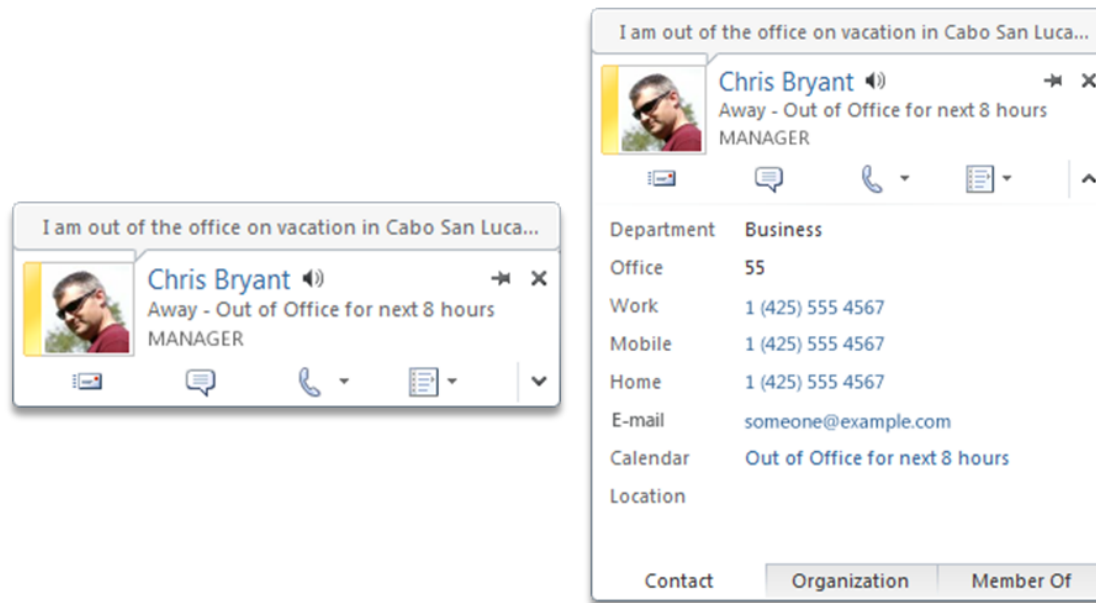 I am out of the office on vacation in Cabo San Luca...
Chris Bryant
Away - Out of Office for next 8 hours
MANAGER
I am out of the office on vacation in Cabo San Luca...
Chris Bryant
Away - Out of Office for next 8 hours
MANAGER
Department Business
Office 55
Work 1 (425) 555 4567
Mobile 1 (425) 555 4567
Home 1 (425) 555 4567
E-mail someone@example.com
Calendar Out of Office for next 8 hours
Location
Contact Organization Member Of